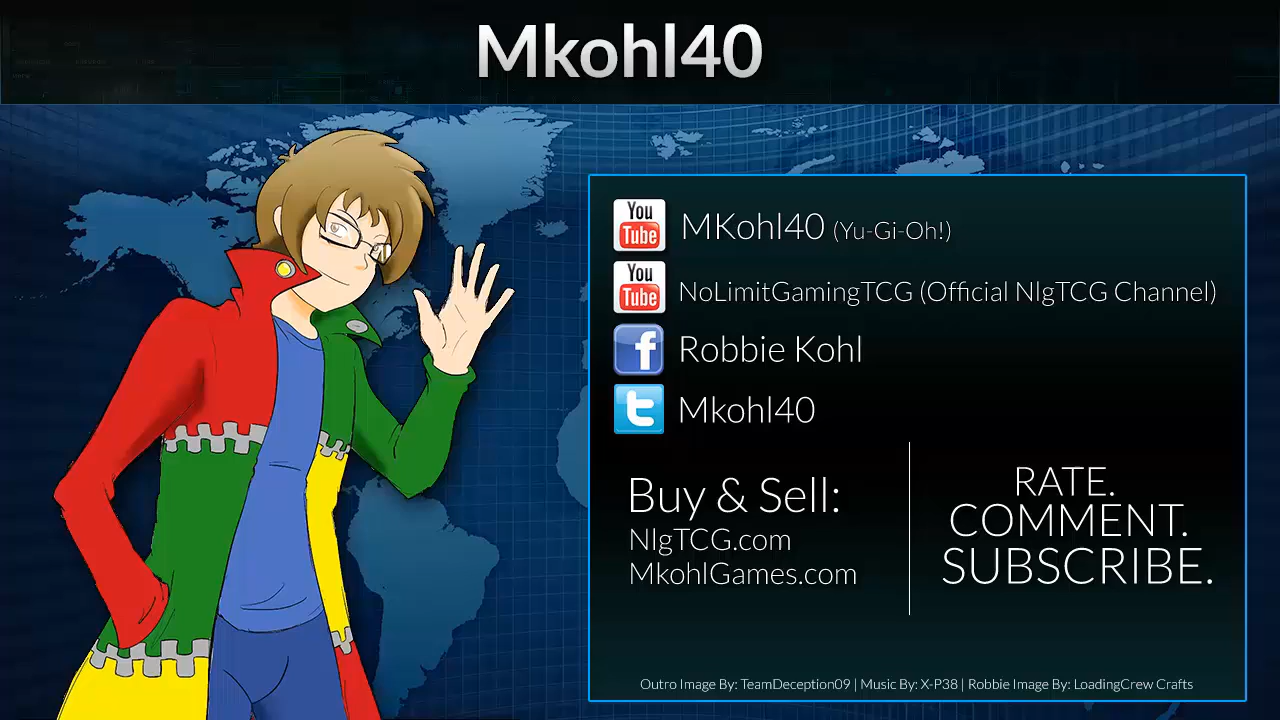 Mkohl40
You
Tube
MKohl40 (Yu-Gi-Oh!)
You
Tube
NoLimitGamingTCG (Official NlgTCG Channel)
f
Robbie Kohl
t
Mkohl40
Buy & Sell:
NlgTCG.com
MkohlGames.com
RATE.
COMMENT.
SUBSCRIBE.
Outro Image By: TeamDeception09 | Music By: X-P38 | Robbie Image By: LoadingCrew Crafts